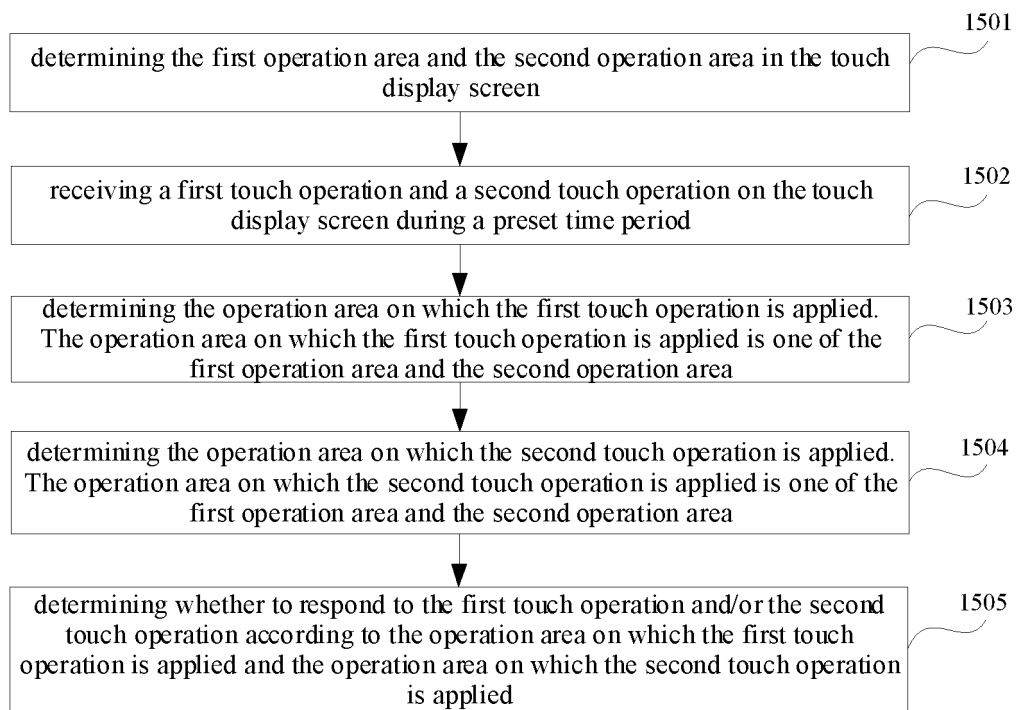 1501
determining the first operation area and the second operation area in the touch
display screen
1502
receiving a first touch operation and a second touch operation on the touch
display screen during a preset time period
1503
determining the operation area on which the first touch operation is applied.
The operation area on which the first touch operation is applied is one of the
first operation area and the second operation area
1504
determining the operation area on which the second touch operation is applied.
The operation area on which the second touch operation is applied is one of the
first operation area and the second operation area
1505
determining whether to respond to the first touch operation and/or the second
touch operation according to the operation area on which the first touch
operation is applied and the operation area on which the second touch operation
is applied